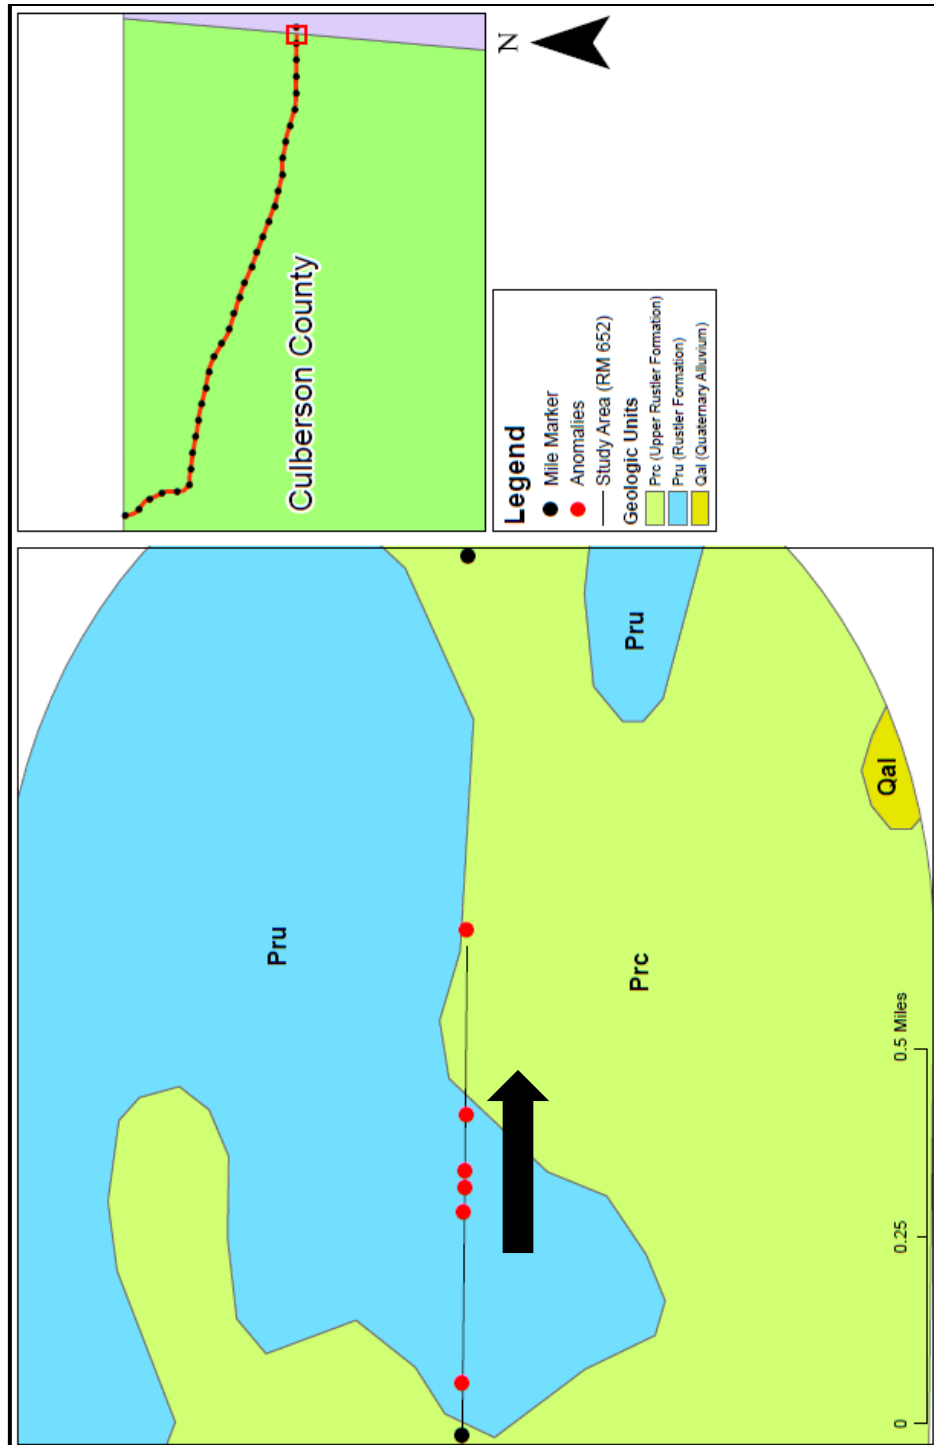 Pru
Prc
Pru
Qal
0
0.25
0.5 Miles
Culberson County
Legend
Mile Marker
Anomalies
Study Area (RM 652)
Geologic Units
Prc (Upper Rustler Formation)
Pru (Rustler Formation)
Qal (Quaternary Alluvium)
N